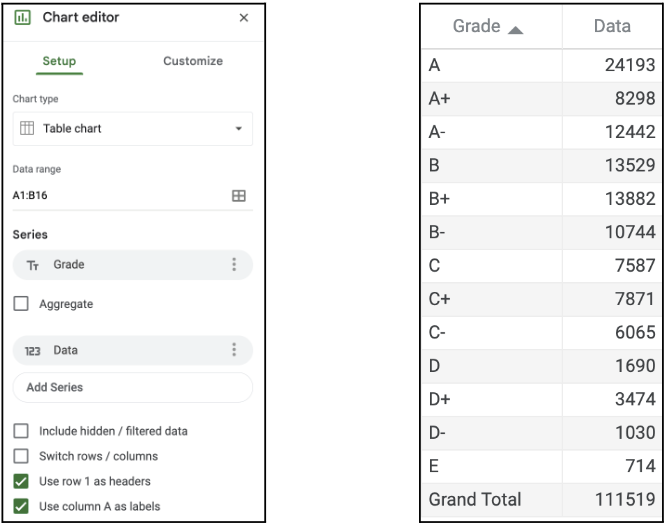 Chart editor
Setup Customize
Chart type
Table chart
Data range
A1:B16
Series
Tт Grade
Aggregate
123 Data
Add Series
Include hidden / filtered data
Switch rows / columns
Use row 1 as headers
Use column A as labels
Grade Data
A 24193
A+ 8298
A- 12442
B 13529
B+ 13882
B- 10744
C 7587
C+ 7871
C- 6065
D 1690
D+ 3474
D- 1030
E 714
Grand Total 111519